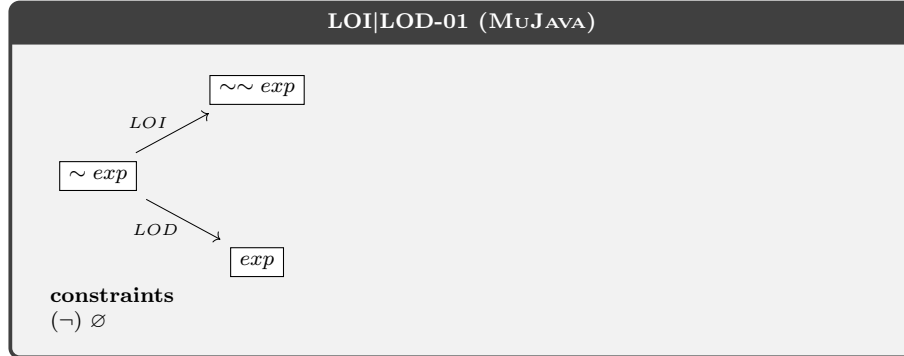 LOI|LOD-01 (MUJAVA)
∼∼ exp
LOI
∼ exp
LOD
exp
constraints
(¬) ∅